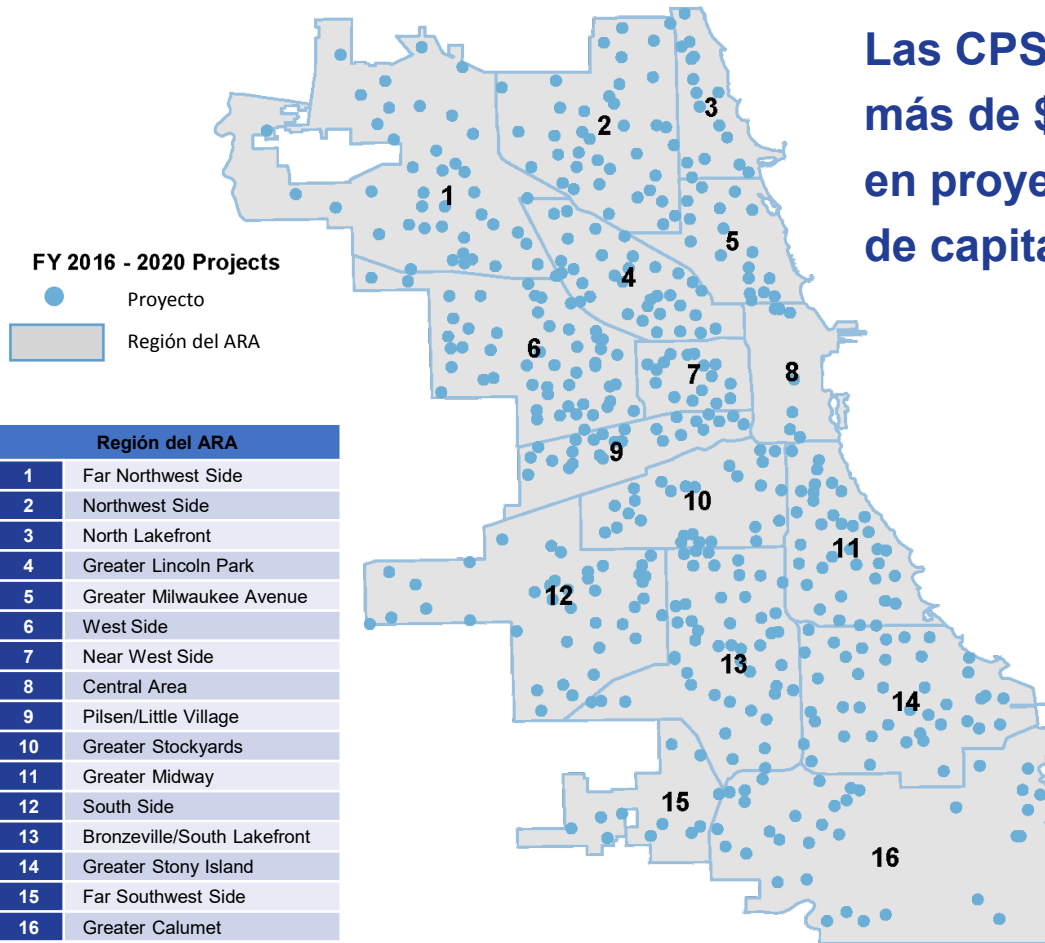 Las CPS
más de $
en proye
de capita
FY 2016 - 2020 Projects
Proyecto
Región del ARA
Región del ARA
1 Far Northwest Side
2 Northwest Side
3 North Lakefront
4 Greater Lincoln Park
5 Greater Milwaukee Avenue
6 West Side
7 Near West Side
8 Central Area
9 Pilsen/Little Village
10 Greater Stockyards
11 Greater Midway
12 South Side
13 Bronzeville/South Lakefront
14 Greater Stony Island
15 Far Southwest Side
16 Greater Calumet
1
2
3
4
5
6
7
8
9
10
11
12
13
14
15
16